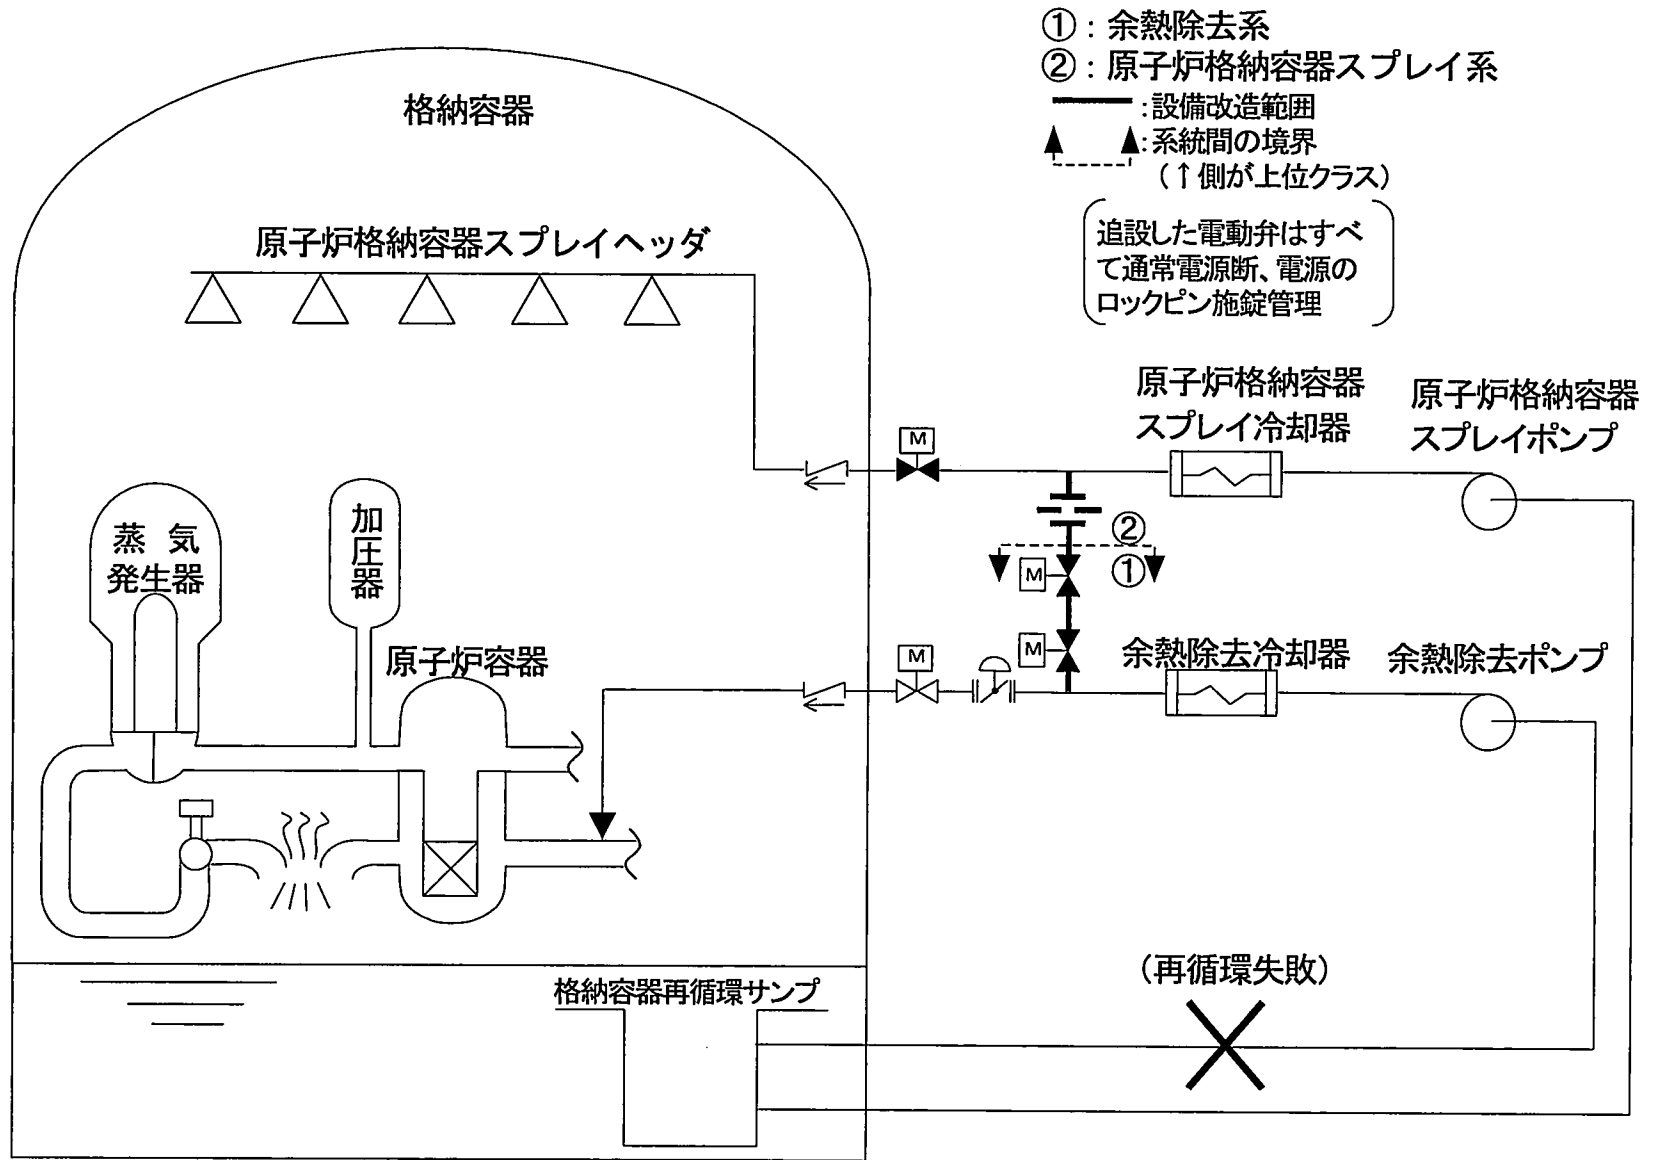 ①：余熱除去系
②：原子炉格納容器スプレイ系
：設備改造範囲
：系統間の境界
（↑側が上位クラス）
追設した電動弁はすべ
て通常電源断、電源の
ロックピン施錠管理
格納容器
原子炉格納容器スプレイヘッダ
原子炉格納容器
スプレイ冷却器
原子炉格納容器
スプレイポンプ
M
蒸気
発生器
加圧器
②
①
M
M
原子炉容器
M
余熱除去冷却器
余熱除去ポンプ
（再循環失敗）
格納容器再循環サンプ